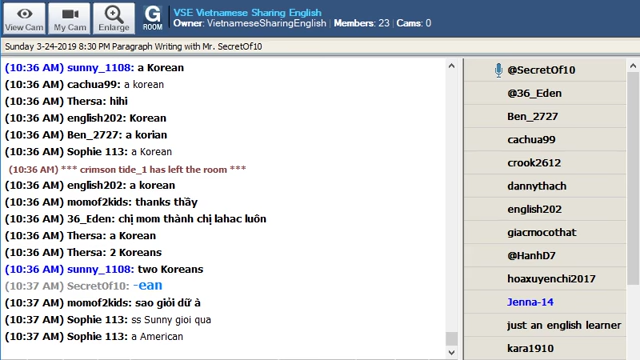 View Cam
My Cam
Enlarge
G
ROOM
VSE Vietnamese Sharing English
Owner: VietnameseSharingEnglish | Members: 23 | Cams: 0
Sunday 3-24-2019 8:30 PM Paragraph Writing with Mr. SecretOf10
(10:36 AM) sunny_1108: a Korean
(10:36 AM) cachua99: a korean
(10:36 AM) Thersa: hihi
(10:36 AM) english202: Korean
(10:36 AM) Ben_2727: a korian
(10:36 AM) Sophie 113: a Korean
(10:36 AM) *** crimson tide_1 has left the room ***
(10:36 AM) english202: a korean
(10:36 AM) momof2kids: thanks thầy
(10:36 AM) 36_Eden: chị mom thành chị lahac luôn
(10:36 AM) Thersa: a Korean
(10:36 AM) Thersa: 2 Koreans
(10:36 AM) sunny_1108: two Koreans
(10:37 AM) SecretOf10: -ean
(10:37 AM) momof2kids: sao giỏi dữ à
(10:37 AM) Sophie 113: ss Sunny gioi qua
(10:37 AM) Sophie 113: a American
@SecretOf10
@36_Eden
Ben_2727
cachua99
crook2612
dannythach
english202
giacmocothat
@HanhD7
hoaxuyenchi2017
Jenna-14
just an english learner
kara1910